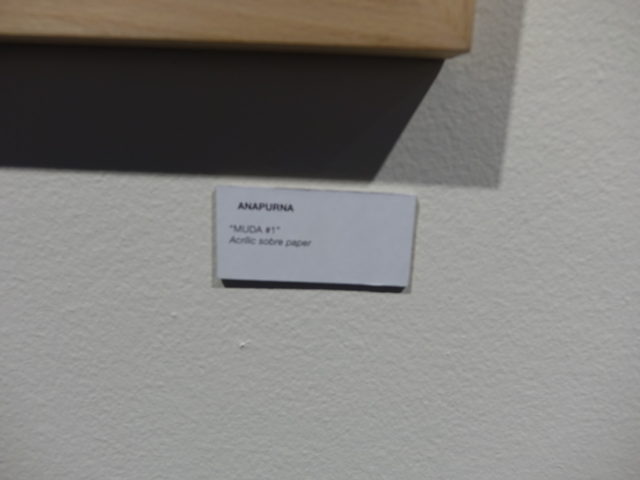 ANAPURNA
"MUDA #1"
Acrílic sobre paper